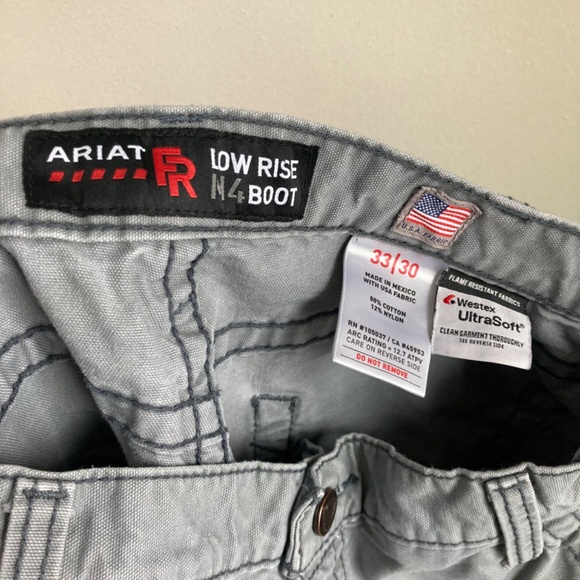 ARIAT FR LOW RISE
M4 BOOT
U.S.A. FABRIC
33/30
MADE IN MEXICO
WITH USA FABRIC
88% COTTON
12% NYLON
RN #105037 / CA #45953
ARC RATING = 12.7 ATPV
CARE ON REVERSE SIDE
DO NOT REMOVE
FLAME RESISTANT FABRICS
Westex
UltraSoft®
CLEAN GARMENT THOROUGHLY
SEE REVERSE SIDE